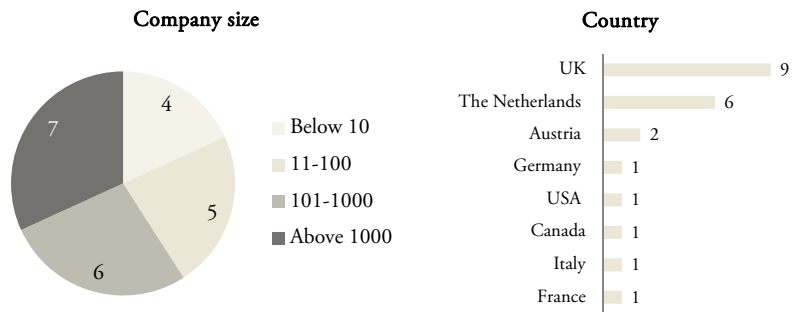 Company size
4
5
6
7
Below 10
11-100
101-1000
Above 1000
Country
UK 9
The Netherlands 6
Austria 2
Germany 1
USA 1
Canada 1
Italy 1
France 1